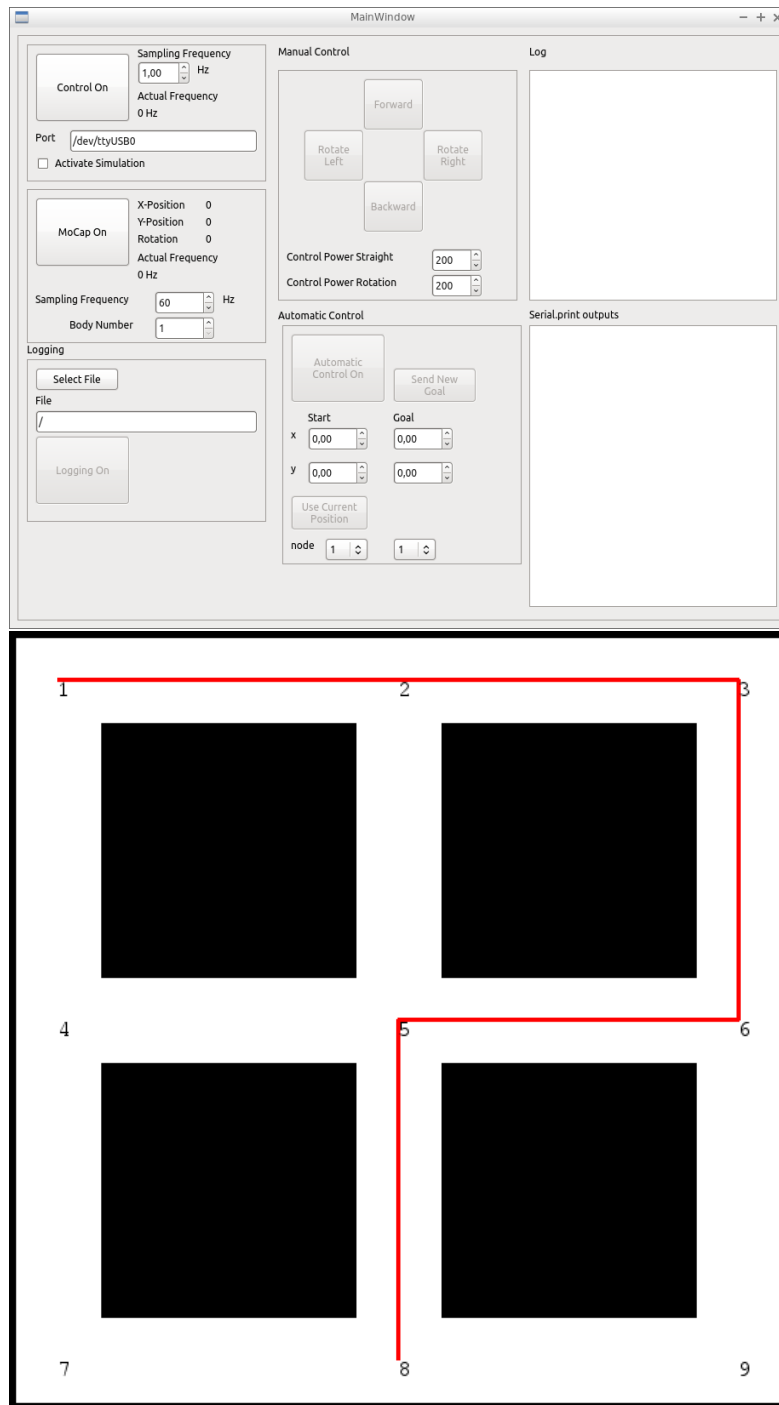 MainWindow
Control On
Sampling Frequency
1,00 Hz
Actual Frequency
0 Hz
Port /dev/ttyUSB0
Activate Simulation
MoCap On
X-Position 0
Y-Position 0
Rotation 0
Actual Frequency
0 Hz
Sampling Frequency 60 Hz
Body Number 1
Logging
Select File
File
/
Logging On
Manual Control
Forward
Rotate
Left
Rotate
Right
Backward
Control Power Straight 200
Control Power Rotation 200
Automatic Control
Automatic
Control On
Send New
Goal
Start Goal
x 0,00 0,00
y 0,00 0,00
Use Current
Position
node 1 1
Log
Serial.print outputs
1 2 3
4 5 6
7 8 9